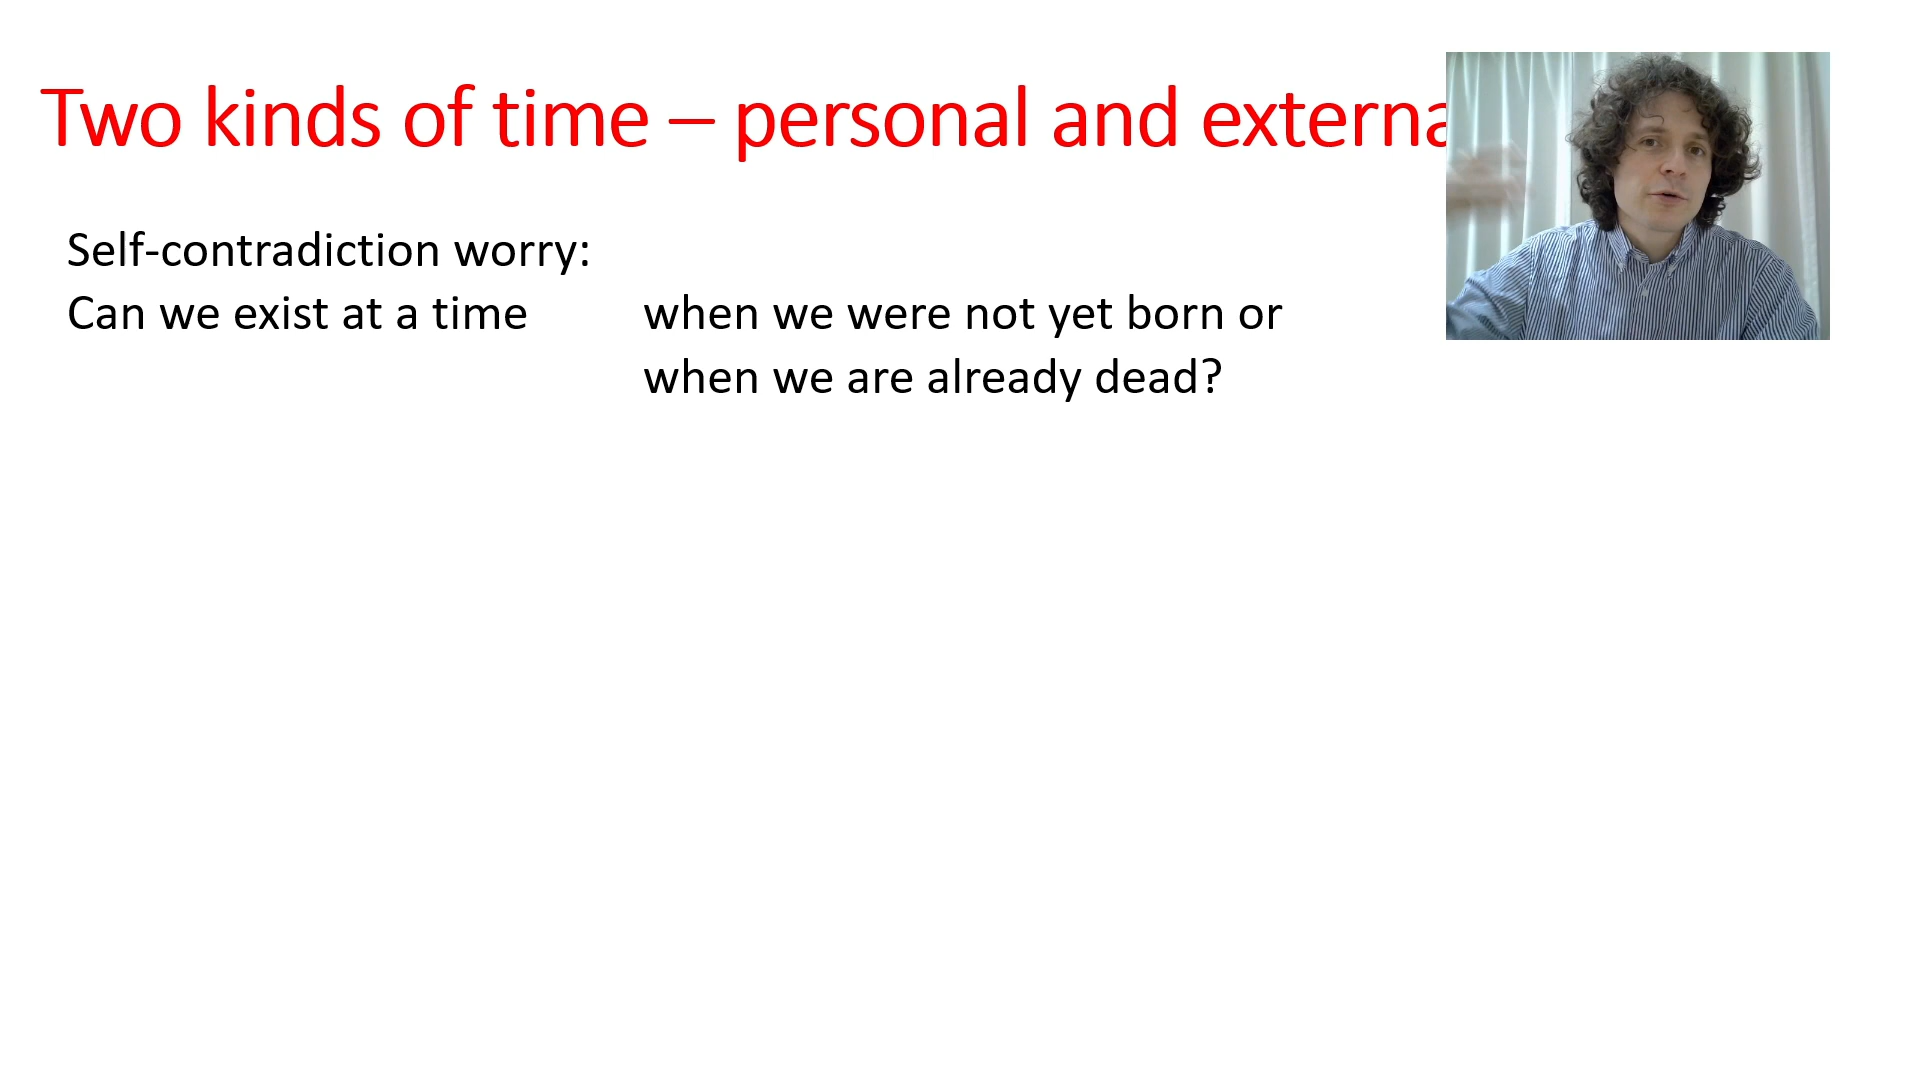 Two kinds of time – personal and externa
Self-contradiction worry:
Can we exist at a time when we were not yet born or
when we are already dead?